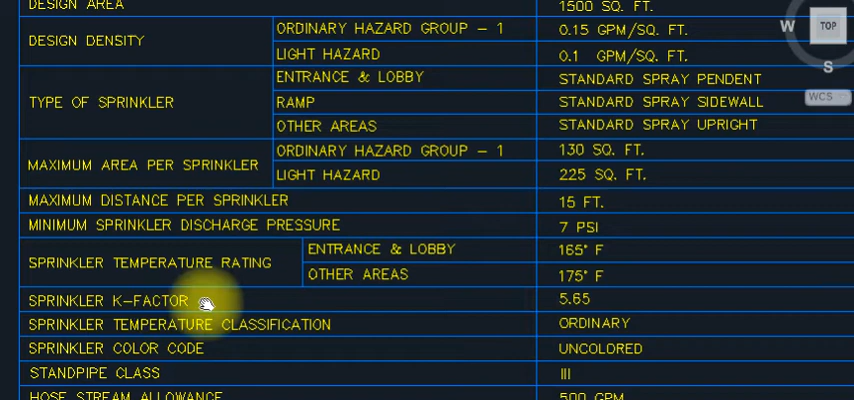 DESIGN AREA 1500 SQ. FT.
DESIGN DENSITY ORDINARY HAZARD GROUP - 1 0.15 GPM/SQ. FT.
LIGHT HAZARD 0.1 GPM/SQ. FT.
TYPE OF SPRINKLER ENTRANCE & LOBBY STANDARD SPRAY PENDENT
RAMP STANDARD SPRAY SIDEWALL
OTHER AREAS STANDARD SPRAY UPRIGHT
MAXIMUM AREA PER SPRINKLER ORDINARY HAZARD GROUP - 1 130 SQ. FT.
LIGHT HAZARD 225 SQ. FT.
MAXIMUM DISTANCE PER SPRINKLER 15 FT.
MINIMUM SPRINKLER DISCHARGE PRESSURE 7 PSI
SPRINKLER TEMPERATURE RATING ENTRANCE & LOBBY 165° F
OTHER AREAS 175° F
SPRINKLER K-FACTOR 5.65
SPRINKLER TEMPERATURE CLASSIFICATION ORDINARY
SPRINKLER COLOR CODE UNCOLORED
STANDPIPE CLASS III
HOSE STREAM ALLOWANCE 500 GPM
W TOP
S
WCS